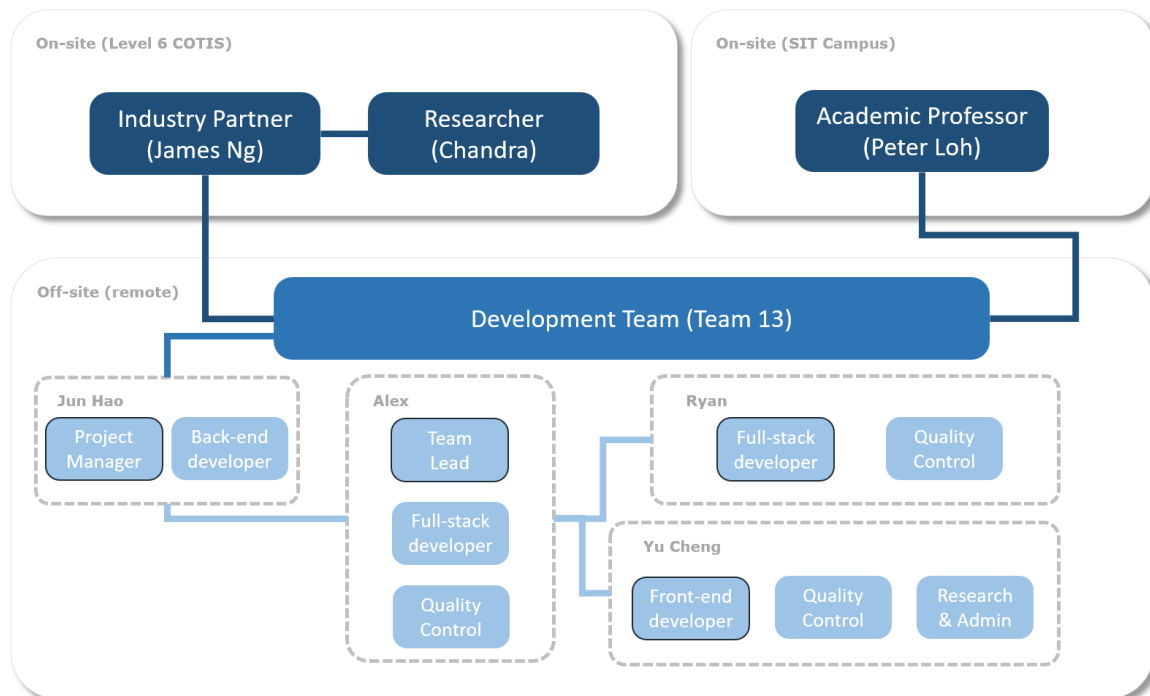 On-site (Level 6 COTIS)
Industry Partner
(James Ng)
Researcher
(Chandra)
On-site (SIT Campus)
Academic Professor
(Peter Loh)
Off-site (remote)
Development Team (Team 13)
Jun Hao
Project
Manager
Back-end
developer
Alex
Team
Lead
Full-stack
developer
Quality
Control
Ryan
Full-stack
developer
Quality
Control
Yu Cheng
Front-end
developer
Quality
Control
Research
& Admin